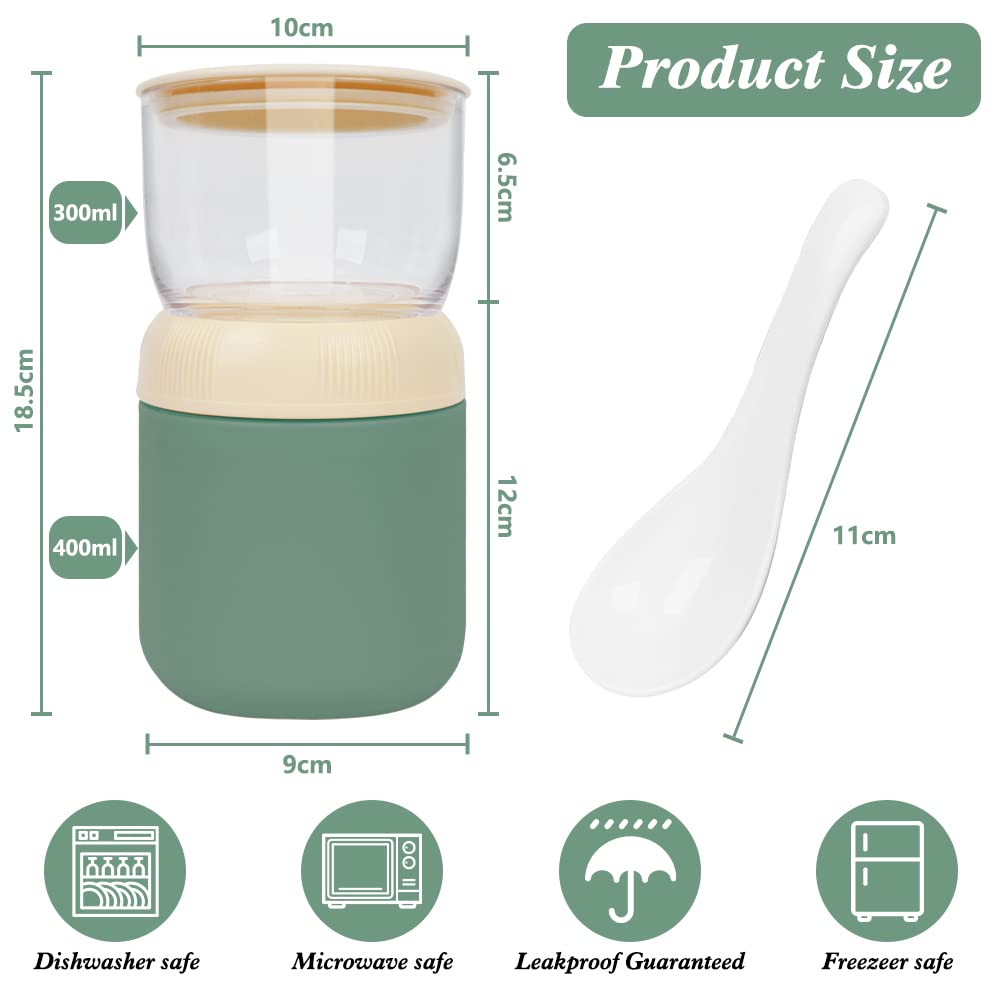 10cm
Product Size
6.5cm
300ml
18.5cm
12cm
400ml
11cm
9cm
Dishwasher safe
Microwave safe
Leakproof Guaranteed
Freezeer safe